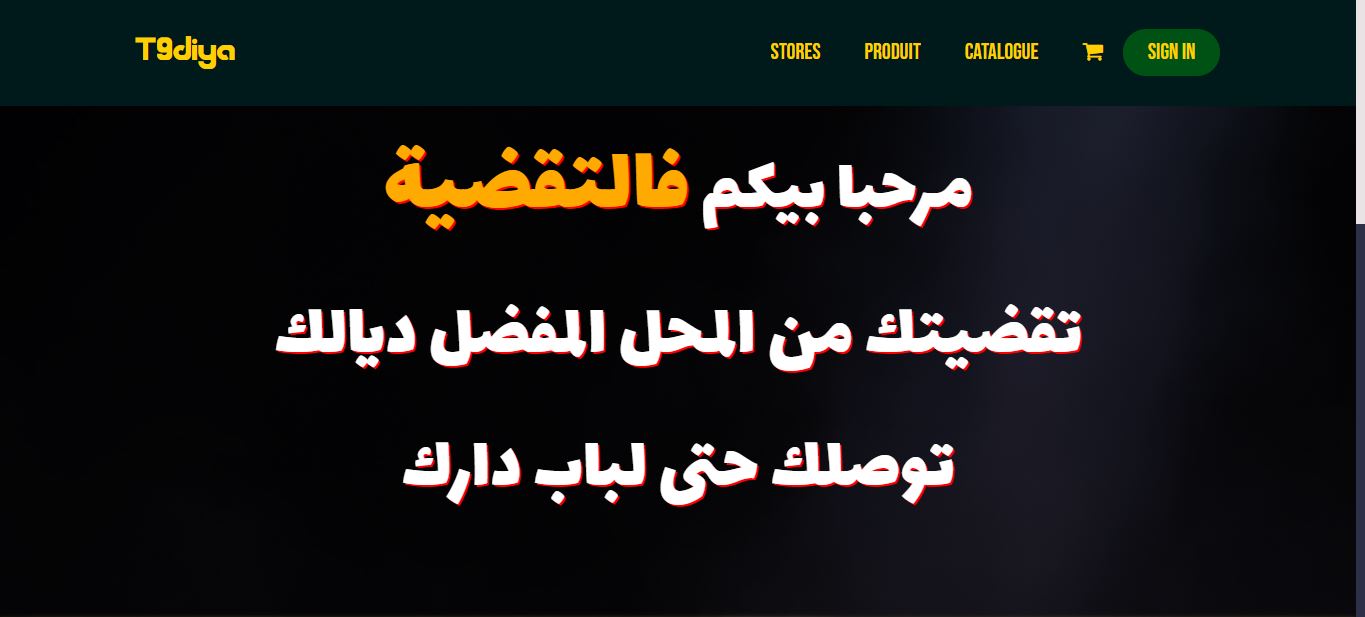 T9diya
STORES PRODUIT CATALOGUE SIGN IN
مرحبا بيكم فالتقضية
تقضيتك من المحل المفضل ديالك
توصلك حتى لباب دارك